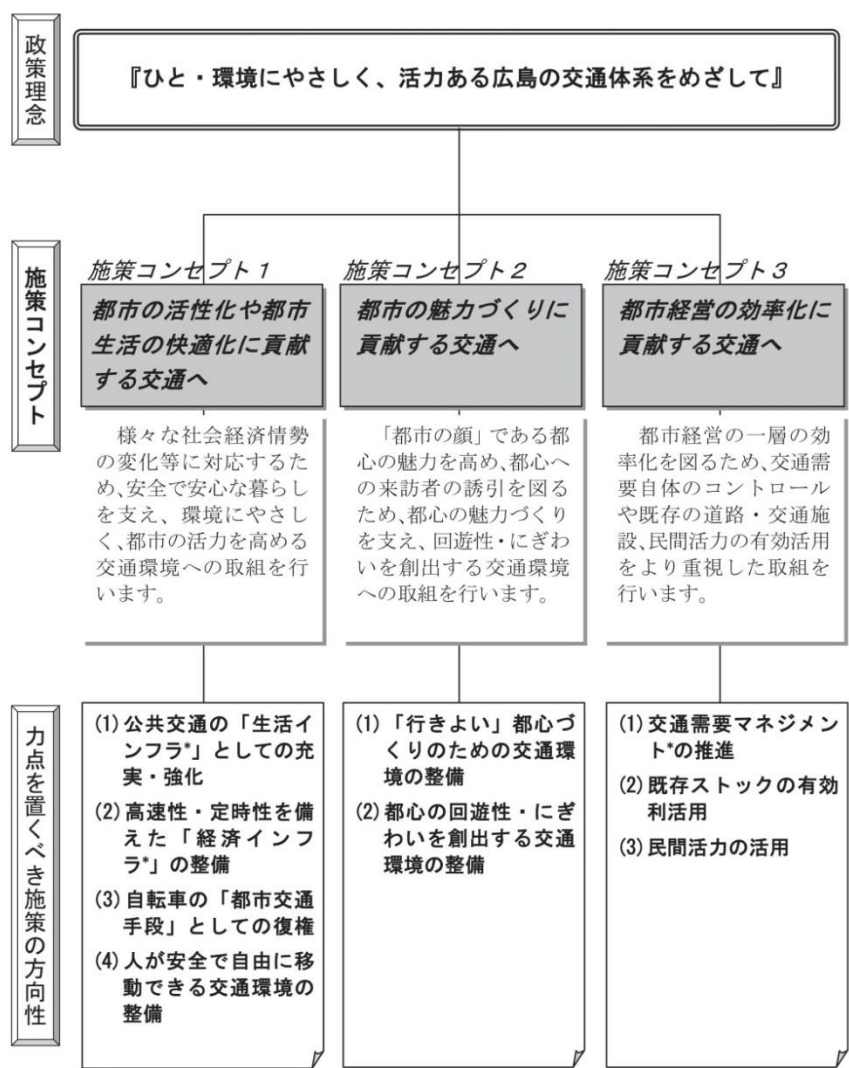 政策理念
『ひと・環境にやさしく、活力ある広島の交通体系をめざして』
施策コンセプト
施策コンセプト1
都市の活性化や都市
生活の快適化に貢献
する交通へ
様々な社会経済情勢
の変化等に対応するた
め、安全で安心な暮らし
を支え、環境にやさし
く、都市の活力を高める
交通環境への取組を行
います。
施策コンセプト2
都市の魅力づくりに
貢献する交通へ
「都市の顔」である都
心の魅力を高め、都心へ
の来訪者の誘引を図る
ため、都心の魅力づくり
を支え、回遊性・にぎわ
いを創出する交通環境
への取組を行います。
施策コンセプト3
都市経営の効率化に
貢献する交通へ
都市経営の一層の効
率化を図るため、交通需
要自体のコントロール
や既存の道路・交通施
設、民間活力の有効活用
をより重視した取組を
行います。
力点を置くべき施策の方向性
(1) 公共交通の「生活イ
ンフラ*」としての充
実・強化
(2) 高速性・定時性を備
えた「経済インフ
ラ*」の整備
(3) 自転車の「都市交通
手段」としての復権
(4) 人が安全で自由に移
動できる交通環境の
整備
(1) 「行きよい」都心づ
くりのための交通環
境の整備
(2) 都心の回遊性・にぎ
わいを創出する交通
環境の整備
(1) 交通需要マネジメン
ト*の推進
(2) 既存ストックの有効
利活用
(3) 民間活力の活用